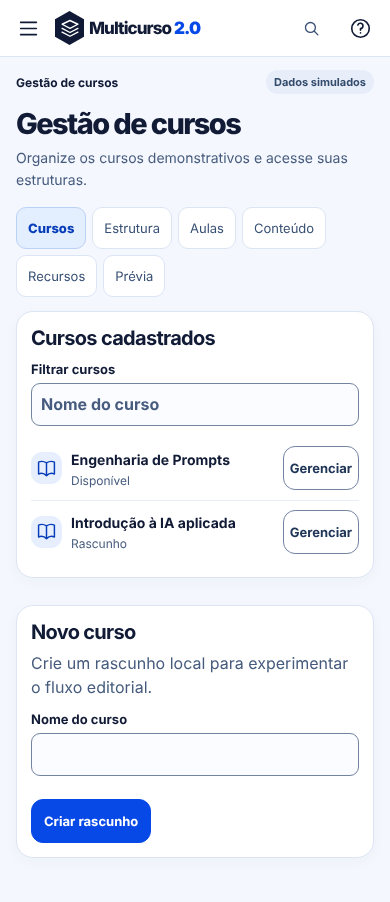 Multicurso 2.0
Gestão de cursos
Dados simulados
Gestão de cursos
Organize os cursos demonstrativos e acesse suas
estruturas.
Cursos
Estrutura
Aulas
Conteúdo
Recursos
Prévia
Cursos cadastrados
Filtrar cursos
Nome do curso
Engenharia de Prompts
Disponível
Gerenciar
Introdução à IA aplicada
Rascunho
Gerenciar
Novo curso
Crie um rascunho local para experimentar
o fluxo editorial.
Nome do curso
Criar rascunho